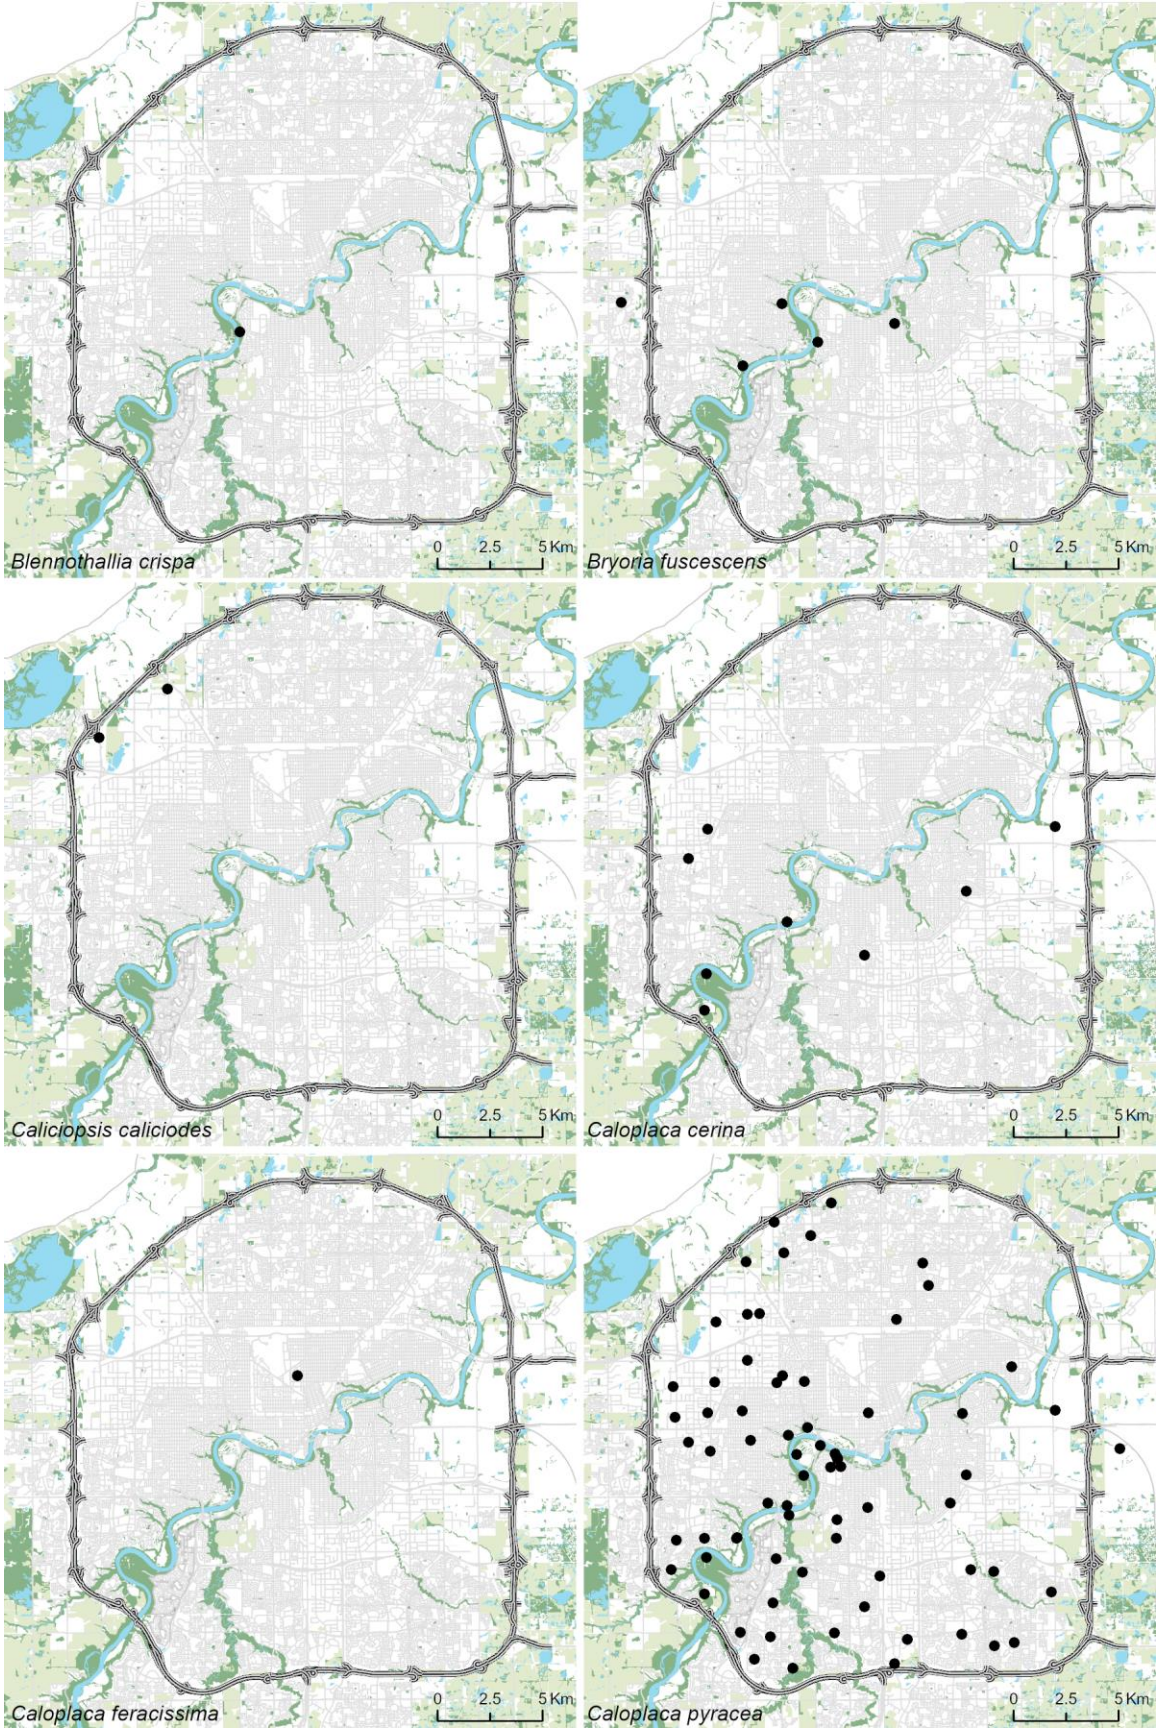 0 2.5 5 Km
Blennothallia crispa
0 2.5 5 Km
Bryoria fuscescens
0 2.5 5 Km
Caliciopsis caliciodes
0 2.5 5 Km
Caloplaca cerina
0 2.5 5 Km
Caloplaca feracissima
0 2.5 5 Km
Caloplaca pyracea